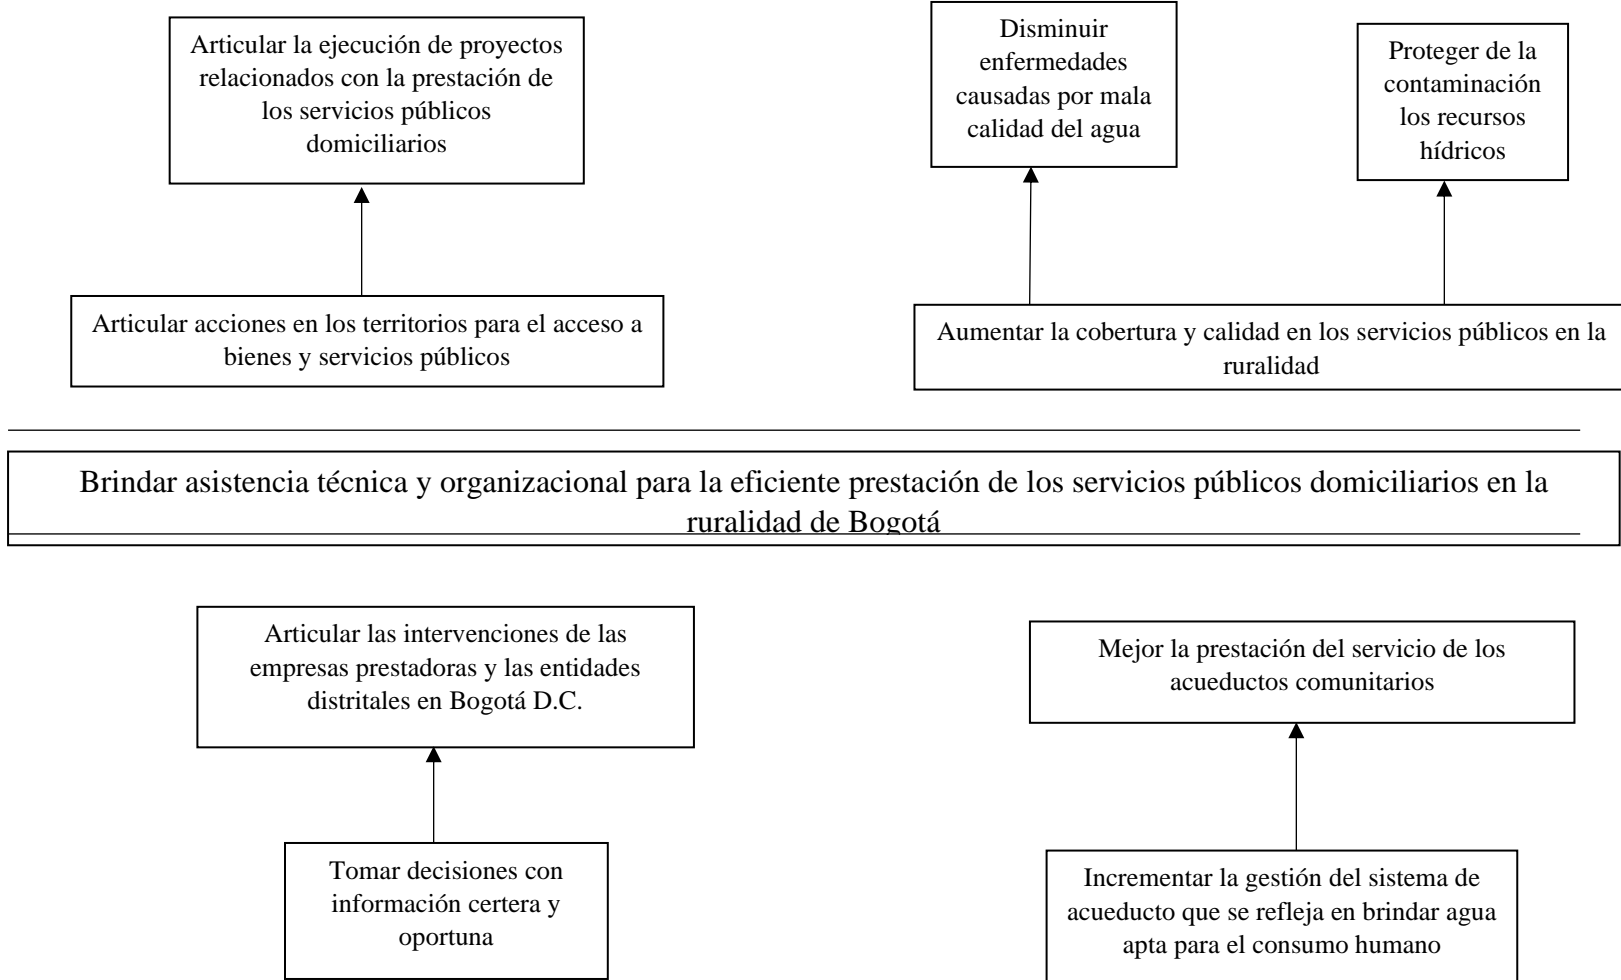 Articular la ejecución de proyectos
relacionados con la prestación de
los servicios públicos
domiciliarios
Disminuir
enfermedades
causadas por mala
calidad del agua
Proteger de la
contaminación
los recursos
hídricos
Articular acciones en los territorios para el acceso a
bienes y servicios públicos
Aumentar la cobertura y calidad en los servicios públicos en la
ruralidad
Brindar asistencia técnica y organizacional para la eficiente prestación de los servicios públicos domiciliarios en la
ruralidad de Bogotá
Articular las intervenciones de las
empresas prestadoras y las entidades
distritales en Bogotá D.C.
Mejor la prestación del servicio de los
acueductos comunitarios
Tomar decisiones con
información certera y
oportuna
Incrementar la gestión del sistema de
acueducto que se refleja en brindar agua
apta para el consumo humano